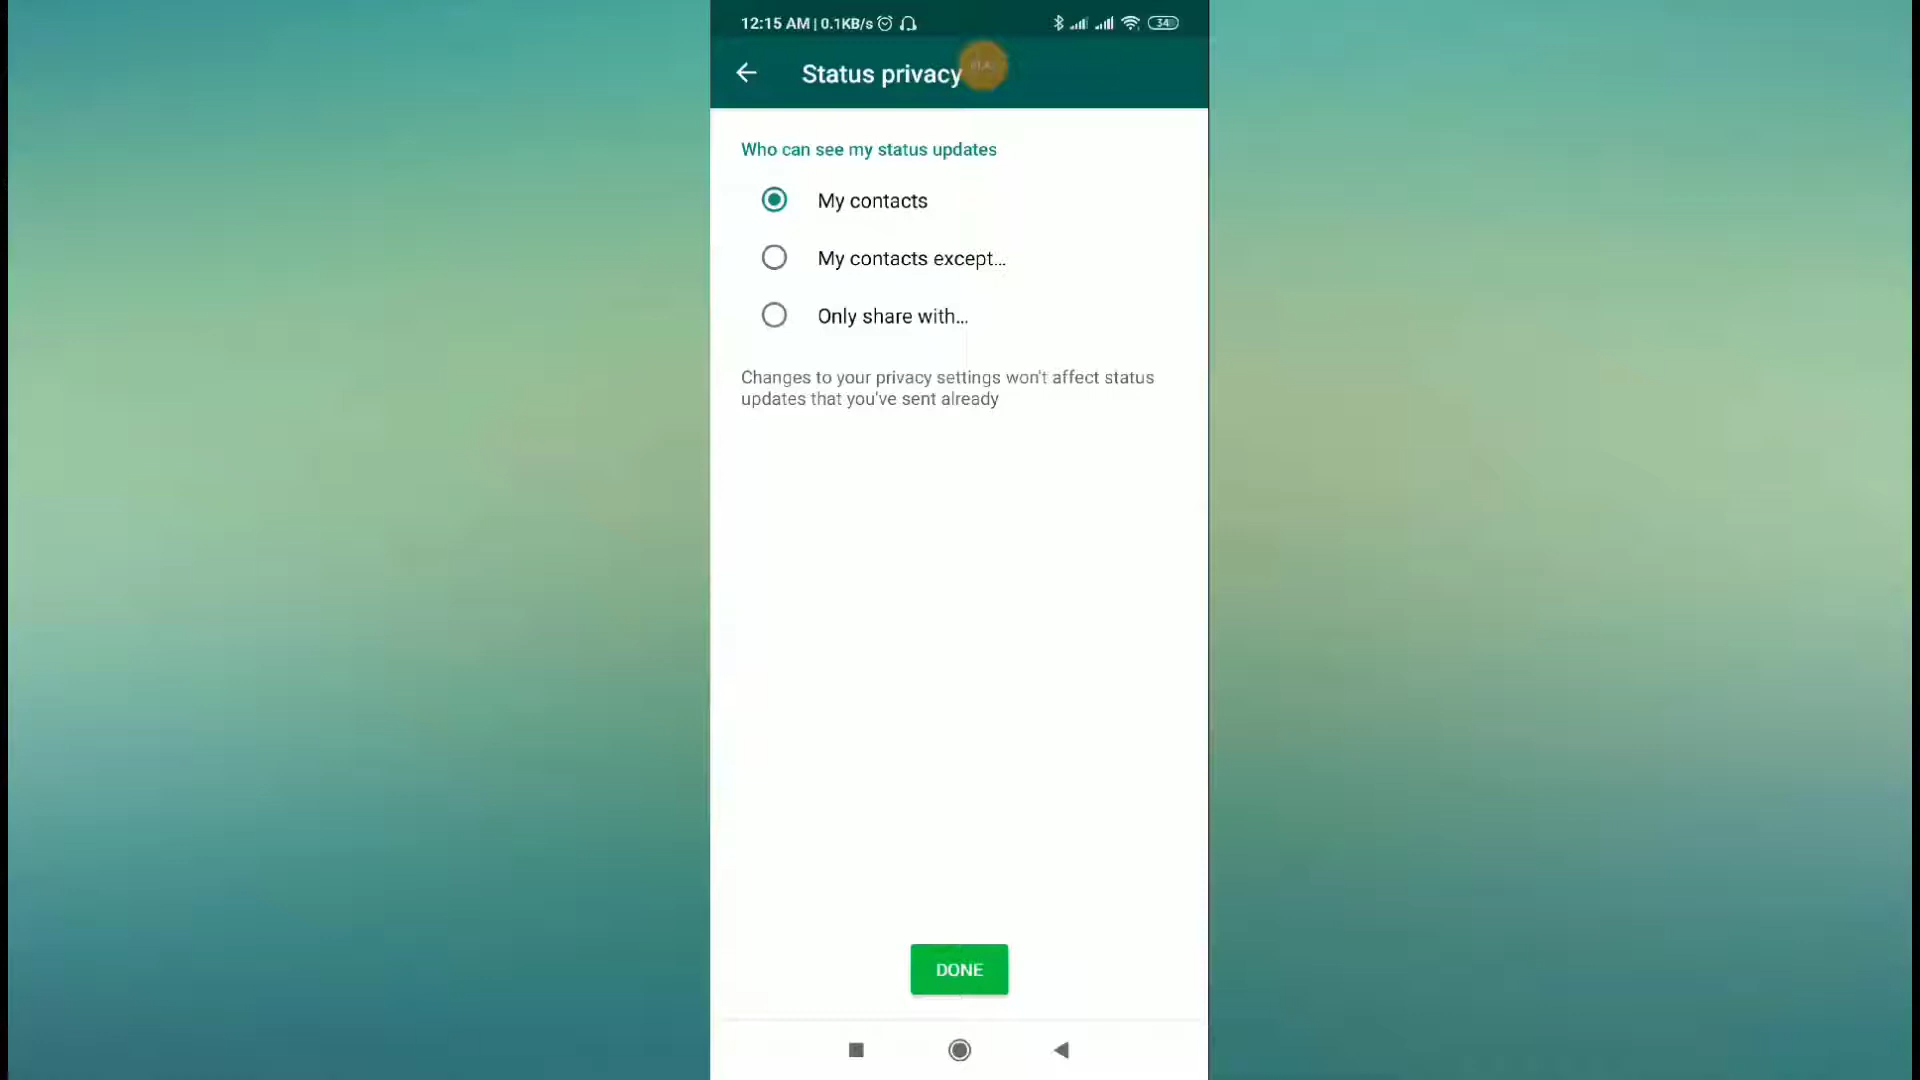 12:15 AM | 0.1KB/s
34
Status privacy
Who can see my status updates
My contacts
My contacts except...
Only share with...
Changes to your privacy settings won't affect status
updates that you've sent already
DONE